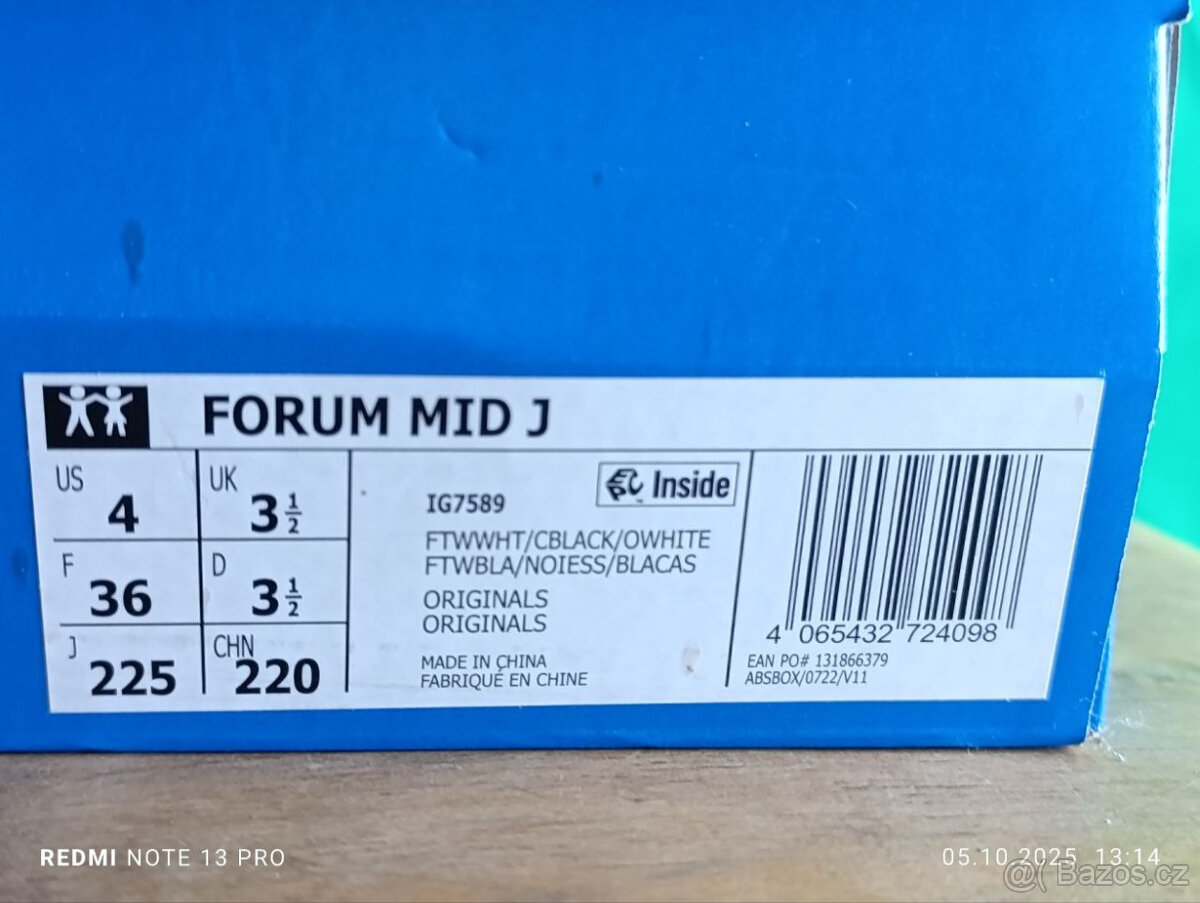 FORUM MID J
US 4
UK 3 1/2
F 36
D 3 1/2
J 225
CHN 220
IG7589
Inside
FTWWHT/CBLACK/OWHITE
FTWBLA/NOIESS/BLACAS
ORIGINALS
ORIGINALS
MADE IN CHINA
FABRIQUÉ EN CHINE
4 065432 724098
EAN PO# 131866379
ABSBOX/0722/V11
REDMI NOTE 13 PRO
05.10.2025 13:14
Bazoš.cz